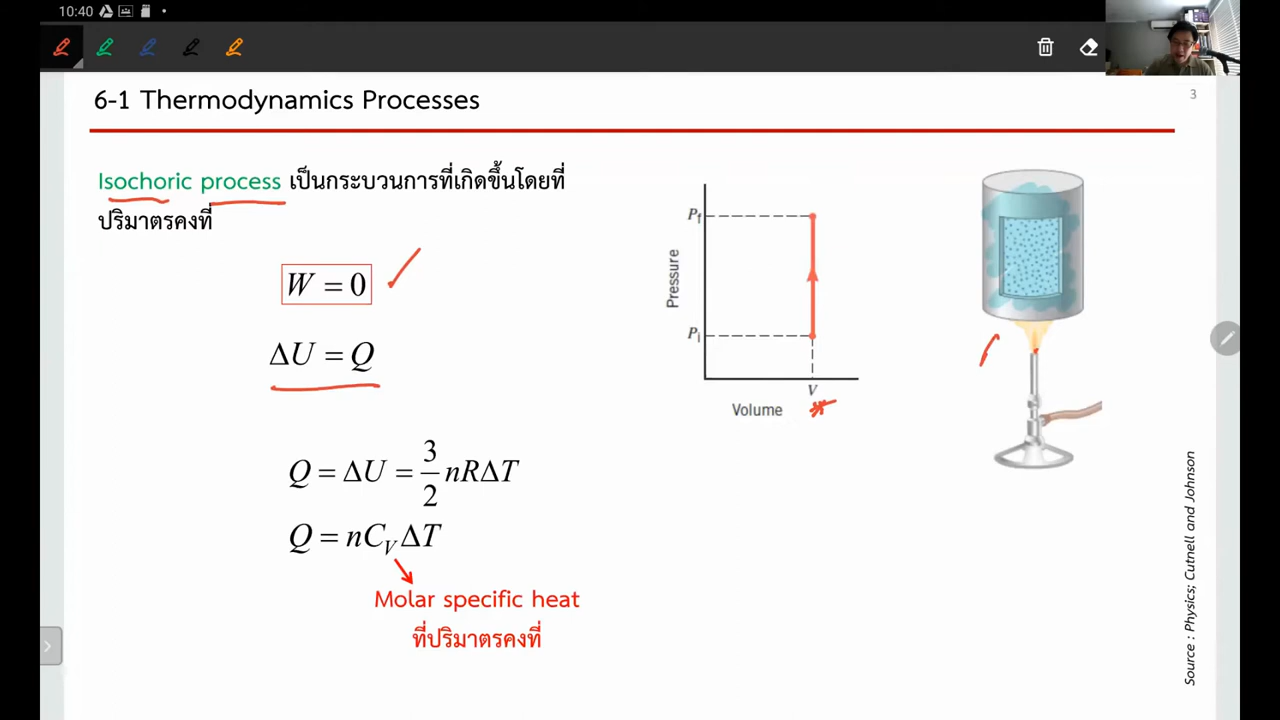 10:40
6-1 Thermodynamics Processes
3
Isochoric process เป็นกระบวนการที่เกิดขึ้นโดยที่
ปริมาตรคงที่
W = 0
ΔU = Q
Q = ΔU = 3/2 nRΔT
Q = nC_VΔT
Molar specific heat
ที่ปริมาตรคงที่
Pressure
P_f
P_i
V
Volume
Source : Physics; Cutnell and Johnson